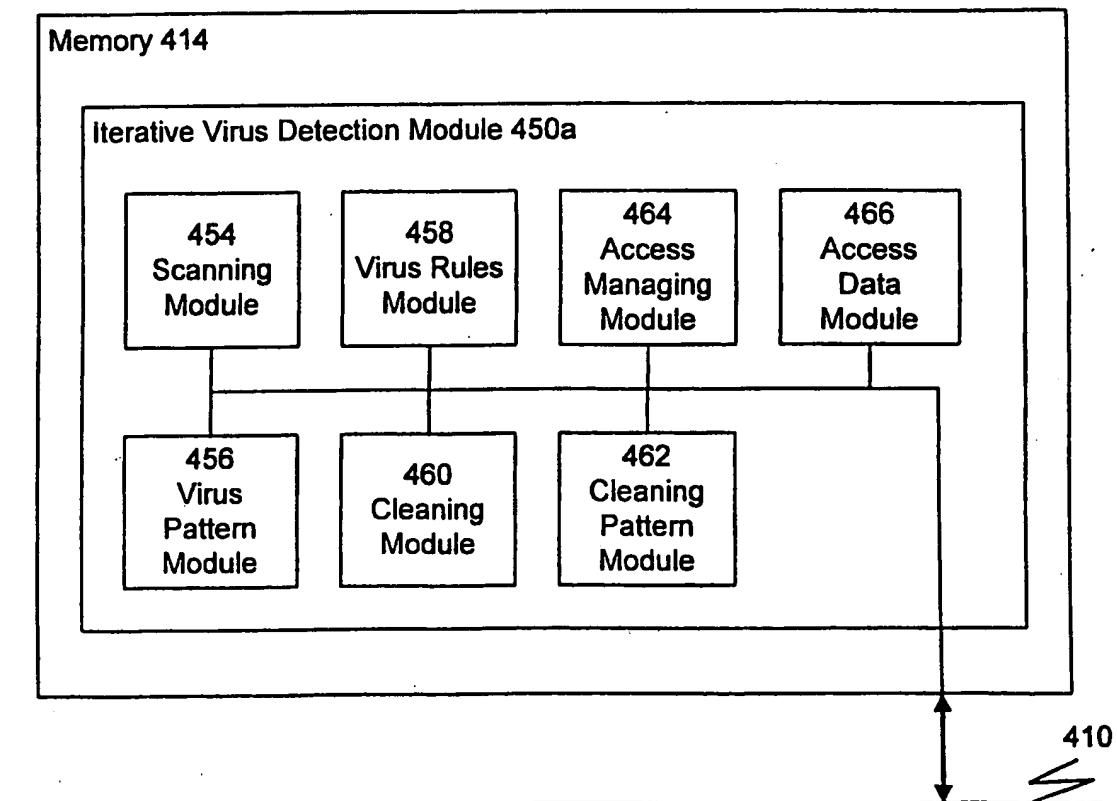 Memory 414
Iterative Virus Detection Module 450a
454
Scanning
Module
458
Virus Rules
Module
464
Access
Managing
Module
466
Access
Data
Module
456
Virus
Pattern
Module
460
Cleaning
Module
462
Cleaning
Pattern
Module
410